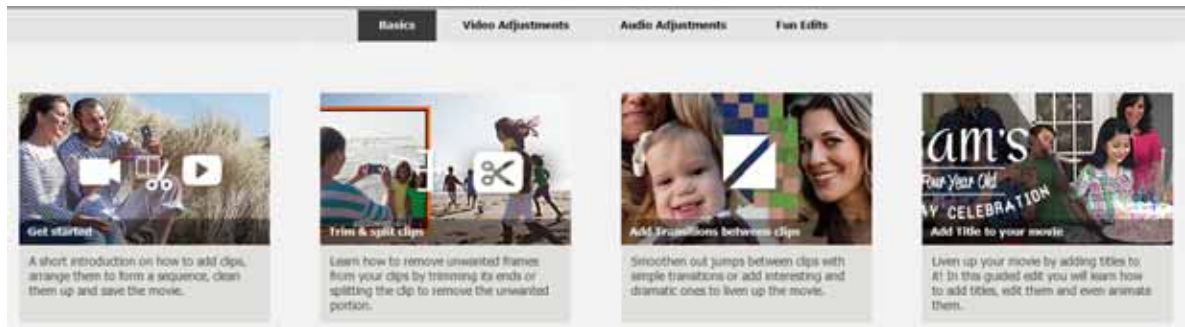 Basics Video Adjustments Audio Adjustments Fun Edits
am's
Four Year Old
AY CELEBRATION
Get started
A short introduction on how to add clips,
arrange them to form a sequence, clean
them up and save the movie.
Trim & split clips
Learn how to remove unwanted frames
from your clips by trimming its ends or
splitting the clip to remove the unwanted
portion.
Add Transitions between clips
Smoothen out jumps between clips with
simple transitions or add interesting and
dramatic ones to liven up the movie.
Add Title to your movie
Liven up your movie by adding titles to
it! In this guided edit you will learn how
to add titles, edit them and even animate
them.